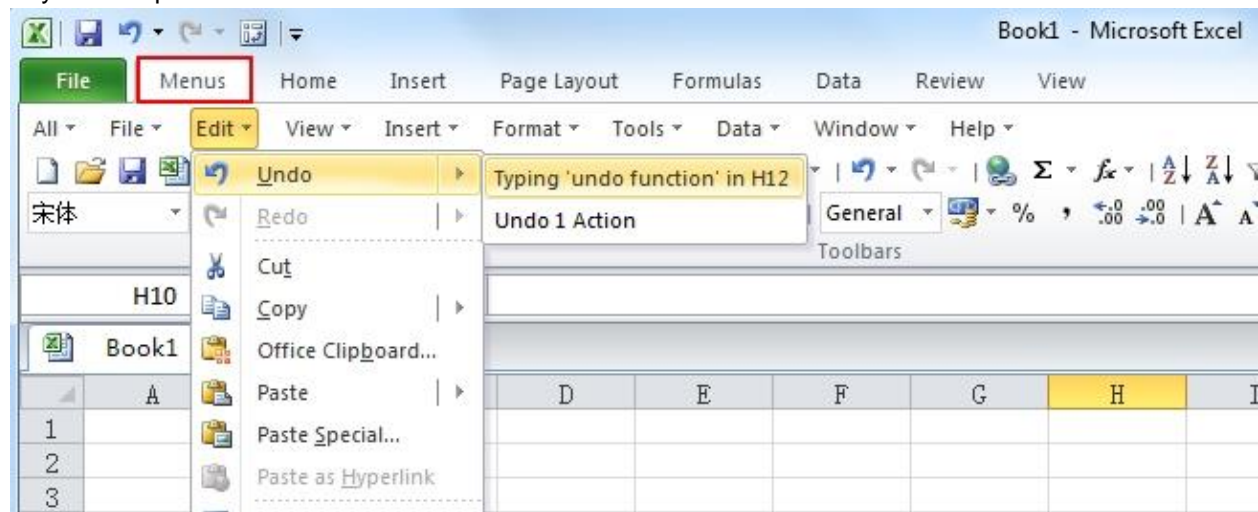 Book1 - Microsoft Excel
File Menus Home Insert Page Layout Formulas Data Review View
All File Edit View Insert Format Tools Data Window Help
Undo Typing 'undo function' in H12
宋体 Redo Undo 1 Action General %
Toolbars
Cut
H10 Copy
Book1 Office Clipboard...
Paste
A D E F G H
1 Paste Special...
2 Paste as Hyperlink
3